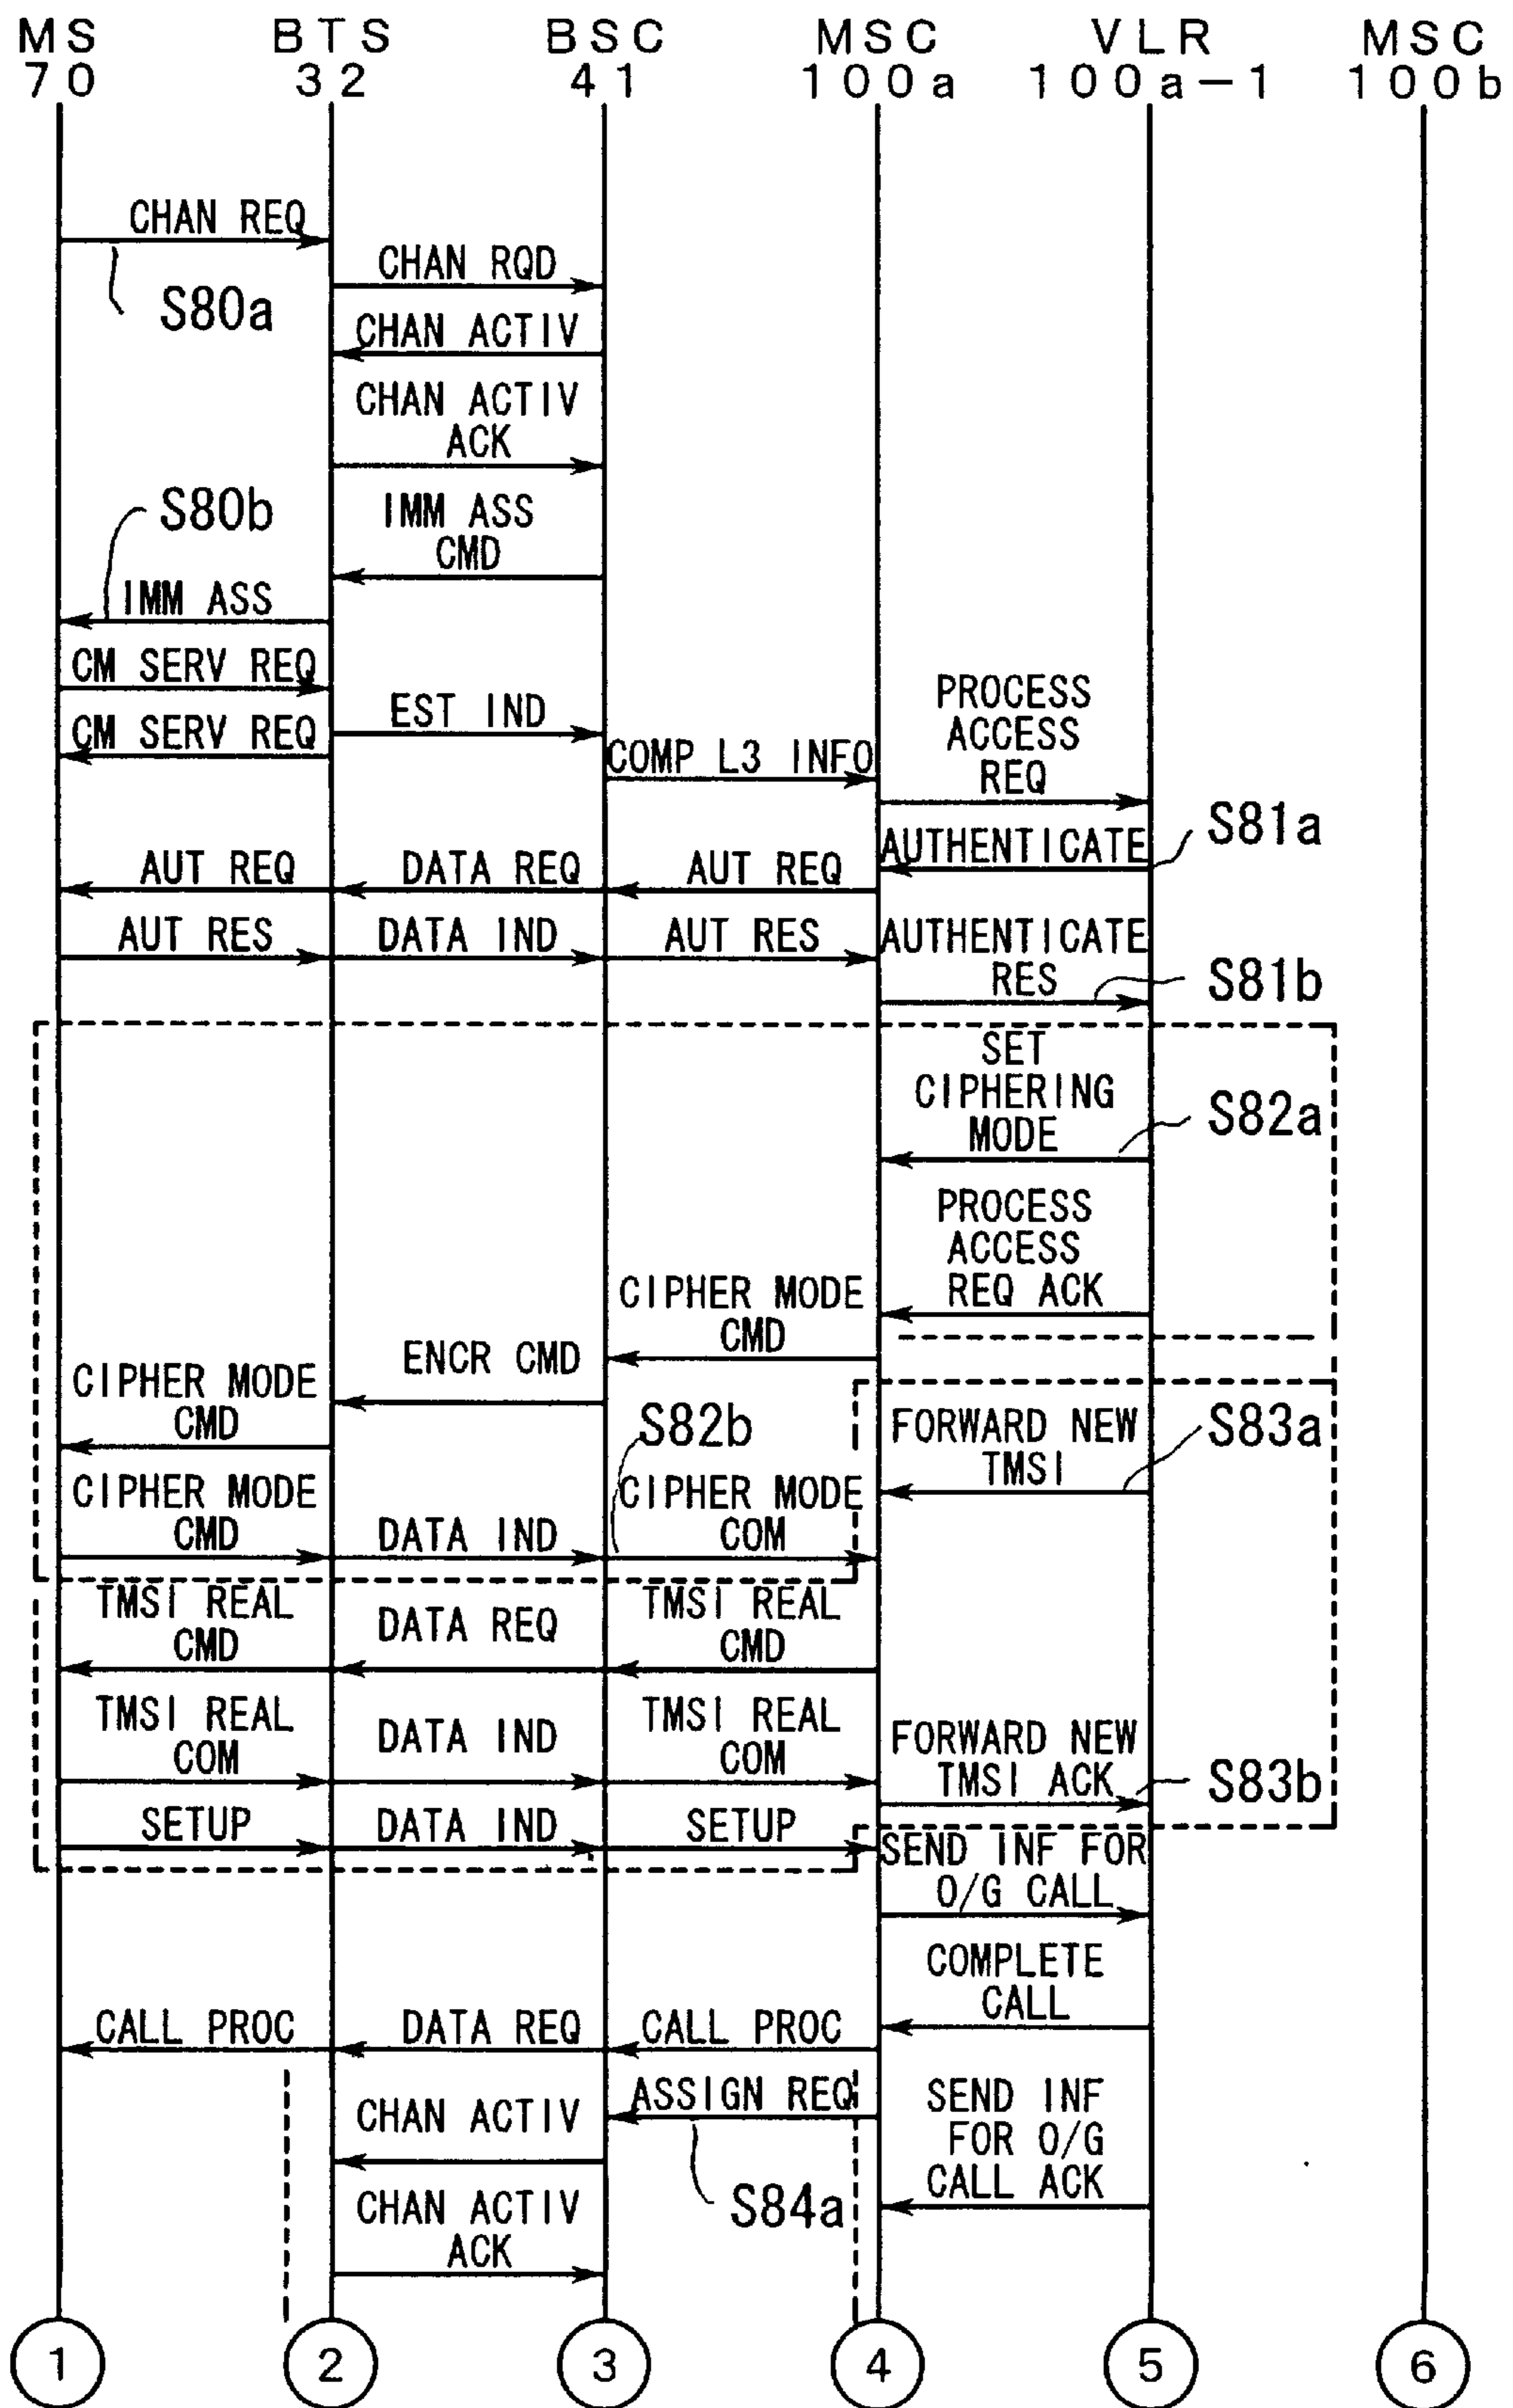 MS BTS BSC MSC VLR MSC
70 32 41 100a 100a-1 100b
CHAN REQ
CHAN RQD
S80a
CHAN ACTIV
CHAN ACTIV
ACK
S80b
IMM ASS
CMD
IMM ASS
CM SERV REQ
PROCESS
ACCESS
REQ
EST IND
CM SERV REQ
COMP L3 INFO
S81a
AUTHENTICATE
AUT REQ DATA REQ AUT REQ
AUT RES DATA IND AUT RES AUTHENTICATE
RES
S81b
SET
CIPHERING
MODE
S82a
PROCESS
ACCESS
REQ ACK
CIPHER MODE
CMD
ENCR CMD
CIPHER MODE
CMD
S82b
FORWARD NEW
TMSI
S83a
CIPHER MODE
CMD
DATA IND
CIPHER MODE
COM
TMSI REAL
CMD
DATA REQ
TMSI REAL
CMD
TMSI REAL
COM
DATA IND
TMSI REAL
COM
FORWARD NEW
TMSI ACK
S83b
SETUP DATA IND SETUP
SEND INF FOR
O/G CALL
COMPLETE
CALL
CALL PROC DATA REQ CALL PROC
ASSIGN REQ
CHAN ACTIV
SEND INF
FOR O/G
CALL ACK
S84a
CHAN ACTIV
ACK
1 2 3 4 5 6